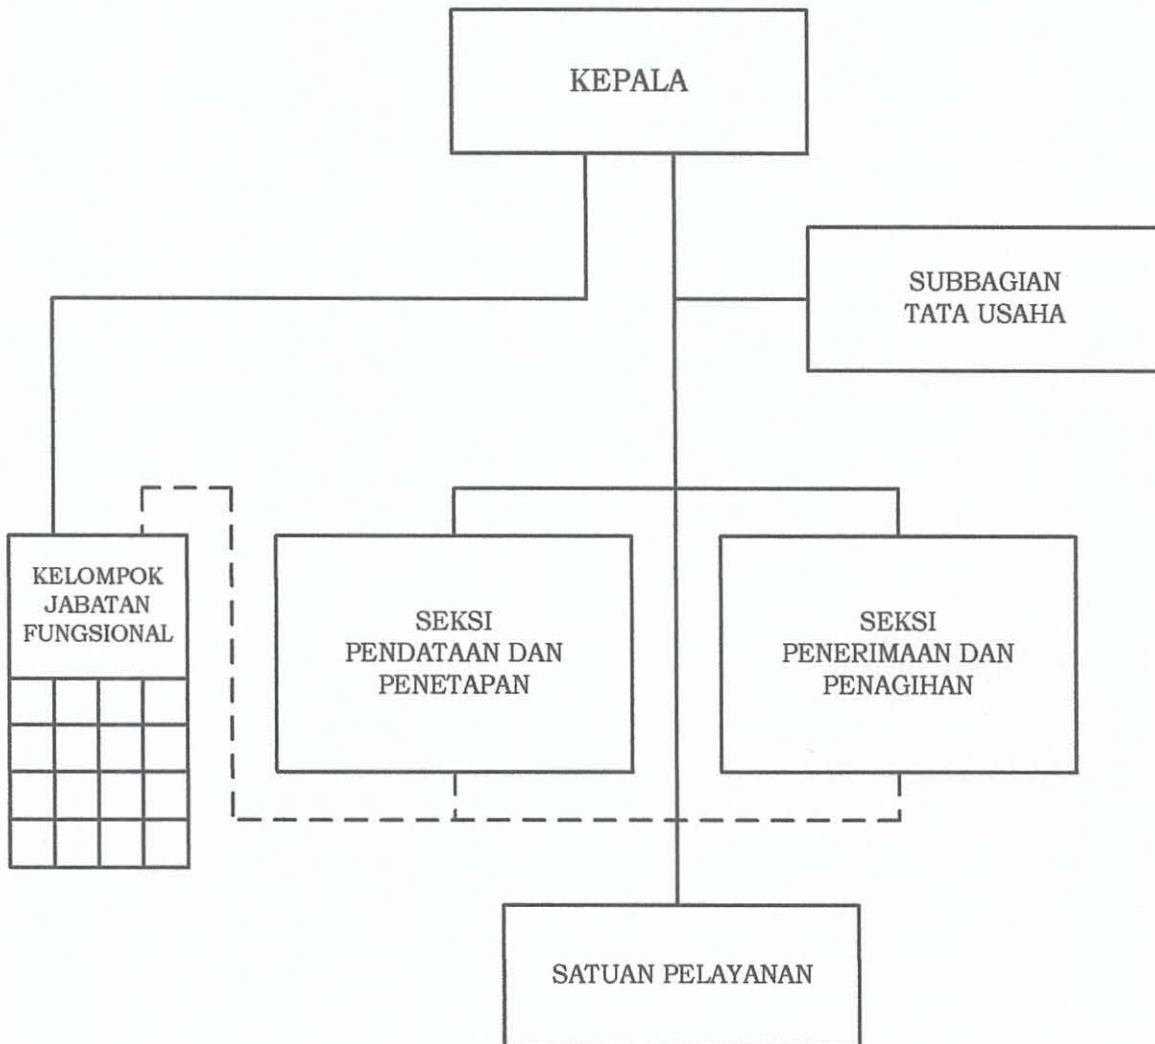 KEPALA
SUBBAGIAN
TATA USAHA
KELOMPOK
JABATAN
FUNGSIONAL
SEKSI
PENDATAAN DAN
PENETAPAN
SEKSI
PENERIMAAN DAN
PENAGIHAN
SATUAN PELAYANAN